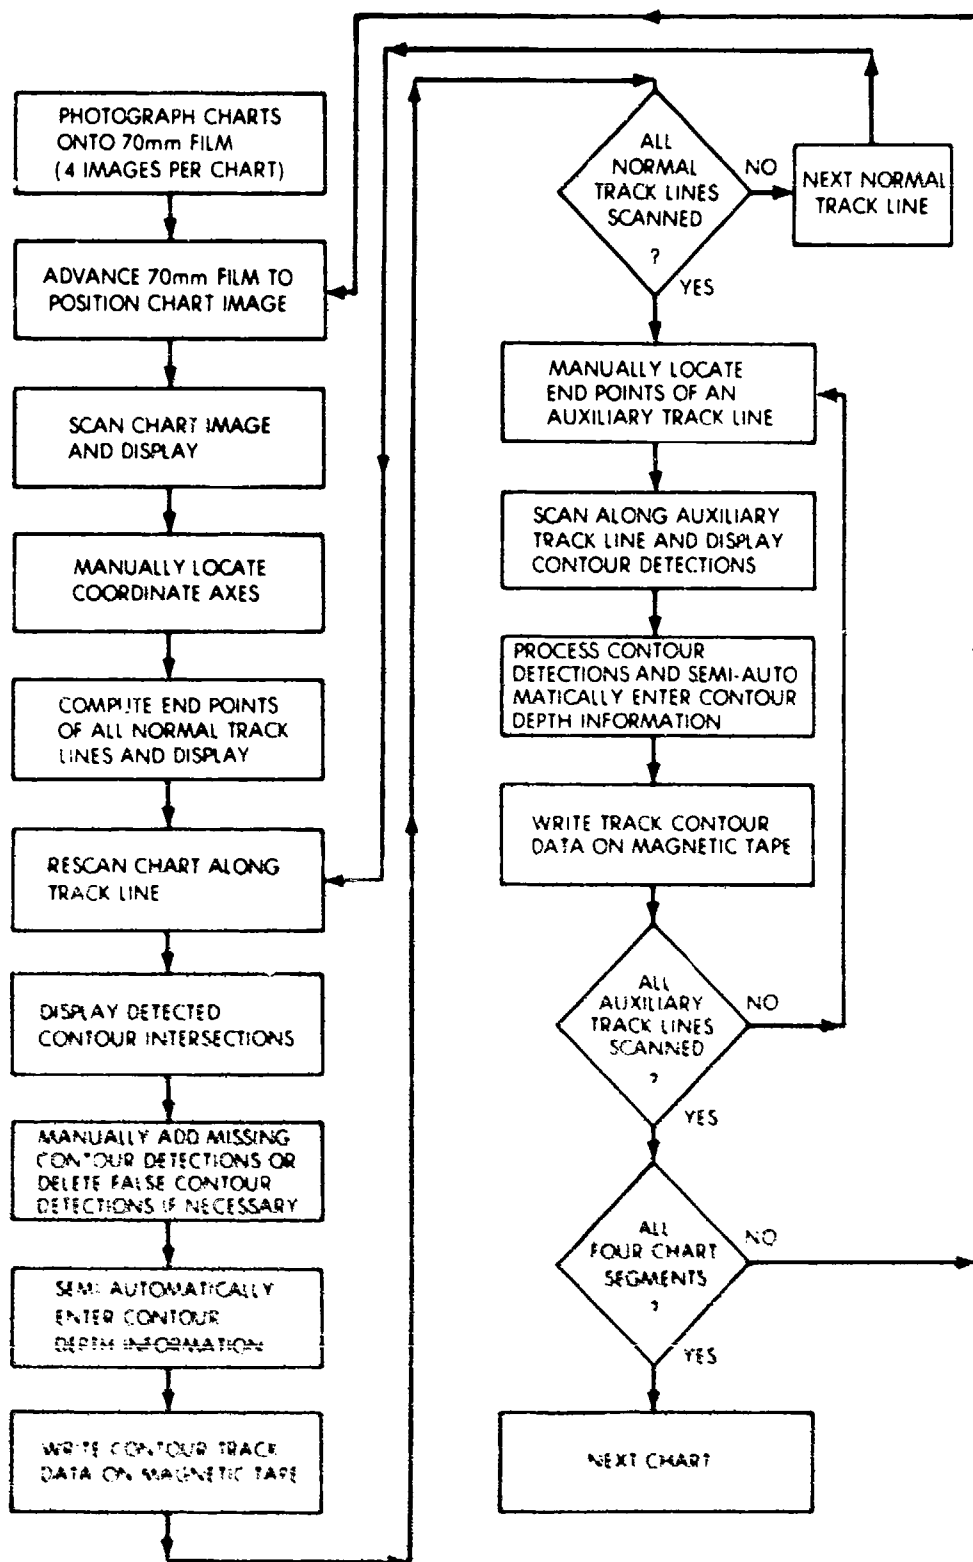 PHOTOGRAPH CHARTS
ONTO 70mm FILM
(4 IMAGES PER CHART)
ADVANCE 70mm FILM TO
POSITION CHART IMAGE
SCAN CHART IMAGE
AND DISPLAY
MANUALLY LOCATE
COORDINATE AXES
COMPUTE END POINTS
OF ALL NORMAL TRACK
LINES AND DISPLAY
RESCAN CHART ALONG
TRACK LINE
DISPLAY DETECTED
CONTOUR INTERSECTIONS
MANUALLY ADD MISSING
CONTOUR DETECTIONS OR
DELETE FALSE CONTOUR
DETECTIONS IF NECESSARY
SEMI AUTOMATICALLY
ENTER CONTOUR
DEPTH INFORMATION
WRITE CONTOUR TRACK
DATA ON MAGNETIC TAPE
ALL
NORMAL
TRACK LINES
SCANNED
?
NO
YES
NEXT NORMAL
TRACK LINE
MANUALLY LOCATE
END POINTS OF AN
AUXILIARY TRACK LINE
SCAN ALONG AUXILIARY
TRACK LINE AND DISPLAY
CONTOUR DETECTIONS
PROCESS CONTOUR
DETECTIONS AND SEMI-AUTO
MATICALLY ENTER CONTOUR
DEPTH INFORMATION
WRITE TRACK CONTOUR
DATA ON MAGNETIC TAPE
ALL
AUXILIARY
TRACK LINES
SCANNED
?
NO
YES
ALL
FOUR CHART
SEGMENTS
?
NO
YES
NEXT CHART